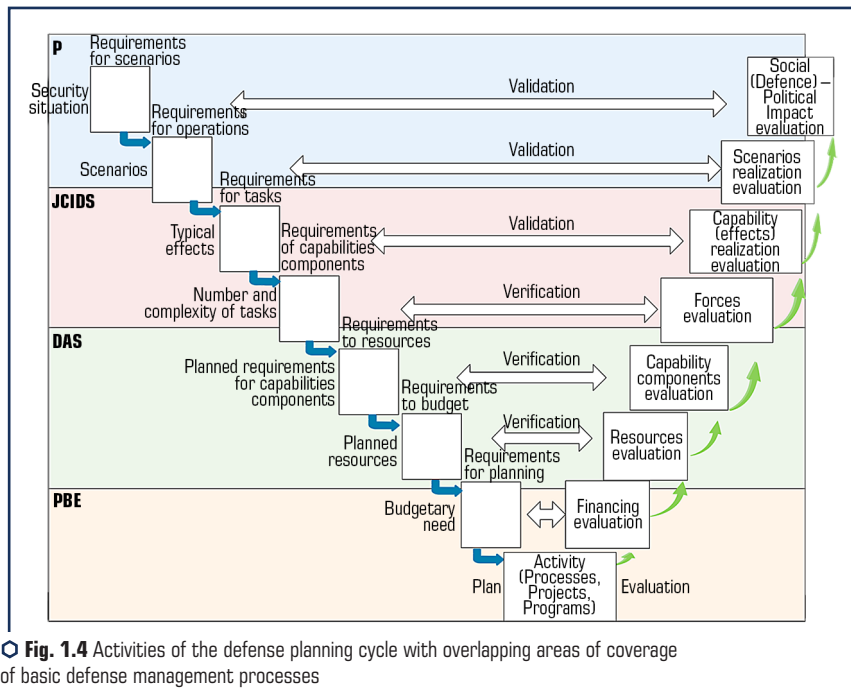 P
Requirements
for scenarios
Security
situation
Requirements
for operations
Validation
Social
(Defence) –
Political
Impact
evaluation
Scenarios
Validation
Scenarios
realization
evaluation
JCIDS
Requirements
for tasks
Typical
effects
Requirements
of capabilities
components
Validation
Capability
(effects)
realization
evaluation
Number and
complexity of tasks
Verification
Forces
evaluation
DAS
Requirements
to resources
Planned requirements
for capabilities
components
Requirements
to budget
Verification
Capability
components
evaluation
Planned
resources
Verification
Requirements
for planning
Resources
evaluation
PBE
Budgetary
need
Financing
evaluation
Plan
Activity
(Processes,
Projects,
Programs)
Evaluation
Fig. 1.4 Activities of the defense planning cycle with overlapping areas of coverage
of basic defense management processes